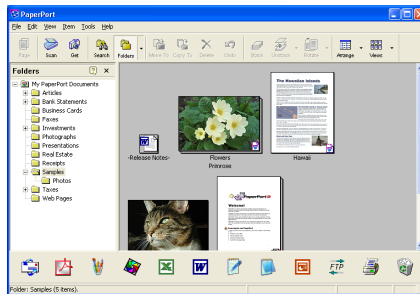 PaperPort
File Edit View Item Tools Help
Page Scan Get Search Folders Move To Copy To Delete Undo Stack Unstack Rotate Arrange Views
Folders
My PaperPort Documents
Articles
Bank Statements
Business Cards
Faxes
Investments
Photographs
Presentations
Real Estate
Receipts
Samples
Photos
Taxes
Web Pages
-Release Notes-
Flowers
Primrose
The Hawaiian Islands
Hawaii
PaperPort
Welcome!
FTP
Folder: Samples (5 items).